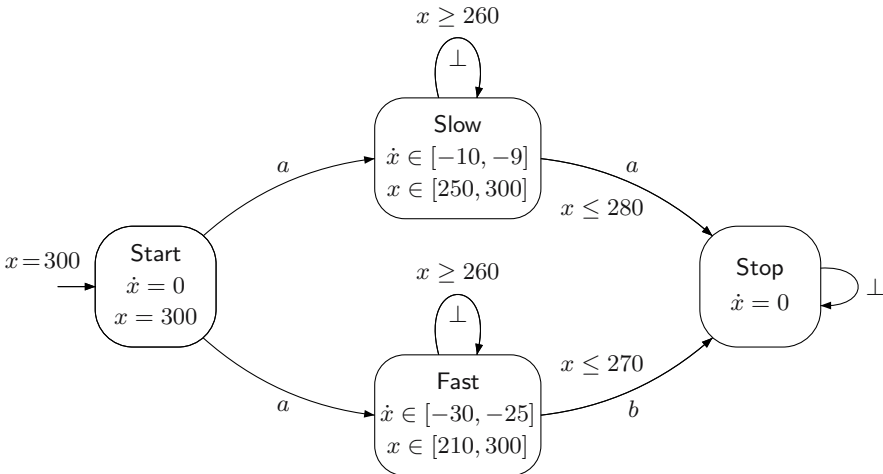 x ≥ 260
⊥
Slow
ẋ ∈ [−10, −9]
x ∈ [250, 300]
a
a
x ≤ 280
x = 300
Start
ẋ = 0
x = 300
Stop
ẋ = 0
⊥
x ≥ 260
⊥
x ≤ 270
Fast
ẋ ∈ [−30, −25]
x ∈ [210, 300]
a
b